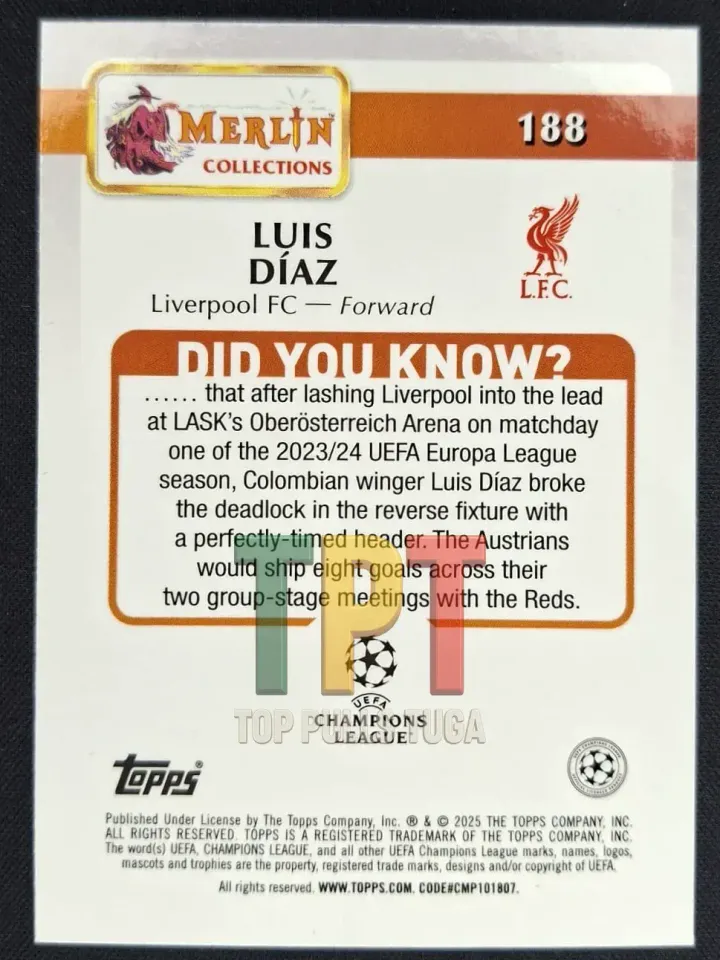 MERLIN™
COLLECTIONS
188
LUIS
DÍAZ
Liverpool FC — Forward
L.F.C.
DID YOU KNOW?
...... that after lashing Liverpool into the lead
at LASK's Oberösterreich Arena on matchday
one of the 2023/24 UEFA Europa League
season, Colombian winger Luis Díaz broke
the deadlock in the reverse fixture with
a perfectly-timed header. The Austrians
would ship eight goals across their
two group-stage meetings with the Reds.
TPT
TOP PULLS TUGA
UEFA
CHAMPIONS
LEAGUE
Topps
Published Under License by The Topps Company, Inc. ® & © 2025 THE TOPPS COMPANY, INC.
ALL RIGHTS RESERVED. TOPPS IS A REGISTERED TRADEMARK OF THE TOPPS COMPANY, INC.
The word(s) UEFA, CHAMPIONS LEAGUE, and all other UEFA Champions League marks, names, logos,
mascots and trophies are the property, registered trade marks, designs and/or copyright of UEFA.
All rights reserved. WWW.TOPPS.COM. CODE#CMP101807.